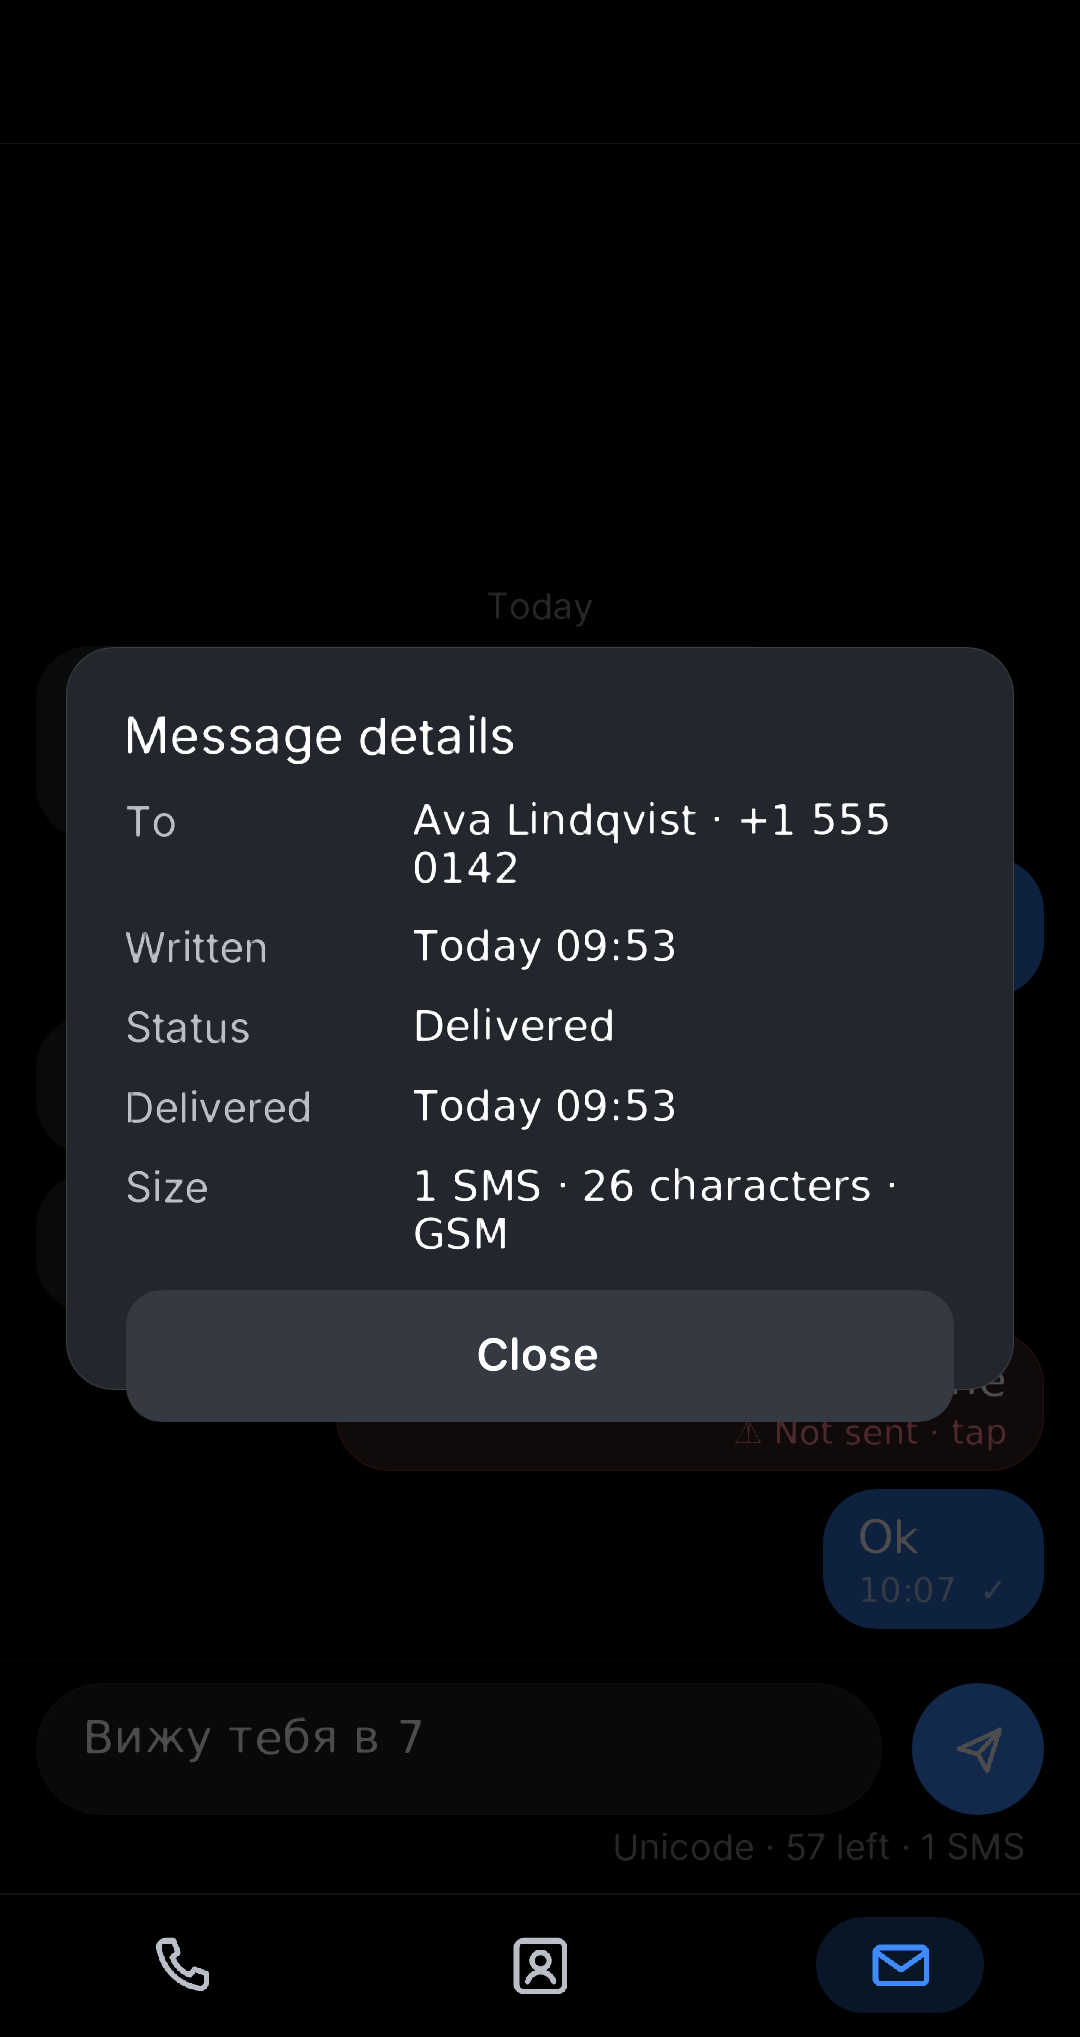 Today
Message details
To
Ava Lindqvist · +1 555
0142
Written
Today 09:53
Status
Delivered
Delivered
Today 09:53
Size
1 SMS · 26 characters ·
GSM
Close
⚠ Not sent · tap
Ok
10:07 ✓
Вижу тебя в 7
Unicode · 57 left · 1 SMS